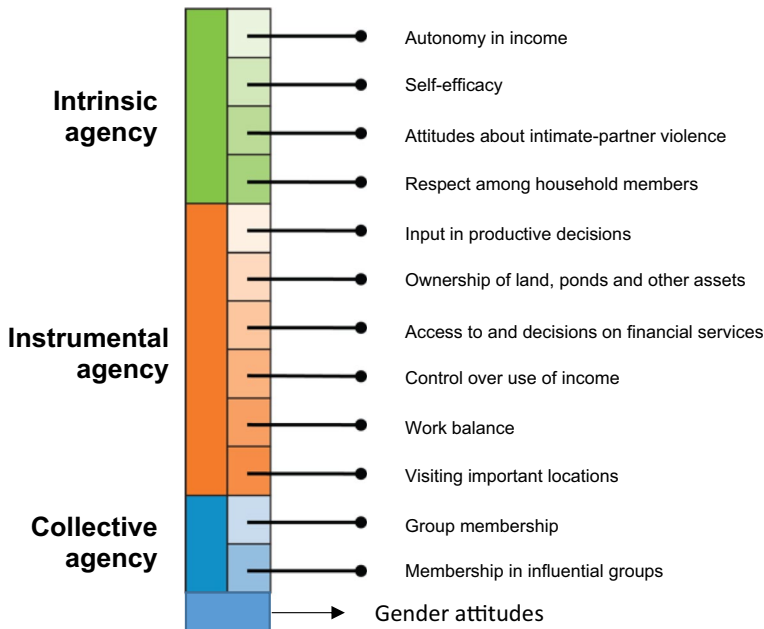 Intrinsic
agency
Autonomy in income
Self-efficacy
Attitudes about intimate-partner violence
Respect among household members
Instrumental
agency
Input in productive decisions
Ownership of land, ponds and other assets
Access to and decisions on financial services
Control over use of income
Work balance
Visiting important locations
Collective
agency
Group membership
Membership in influential groups
Gender attitudes